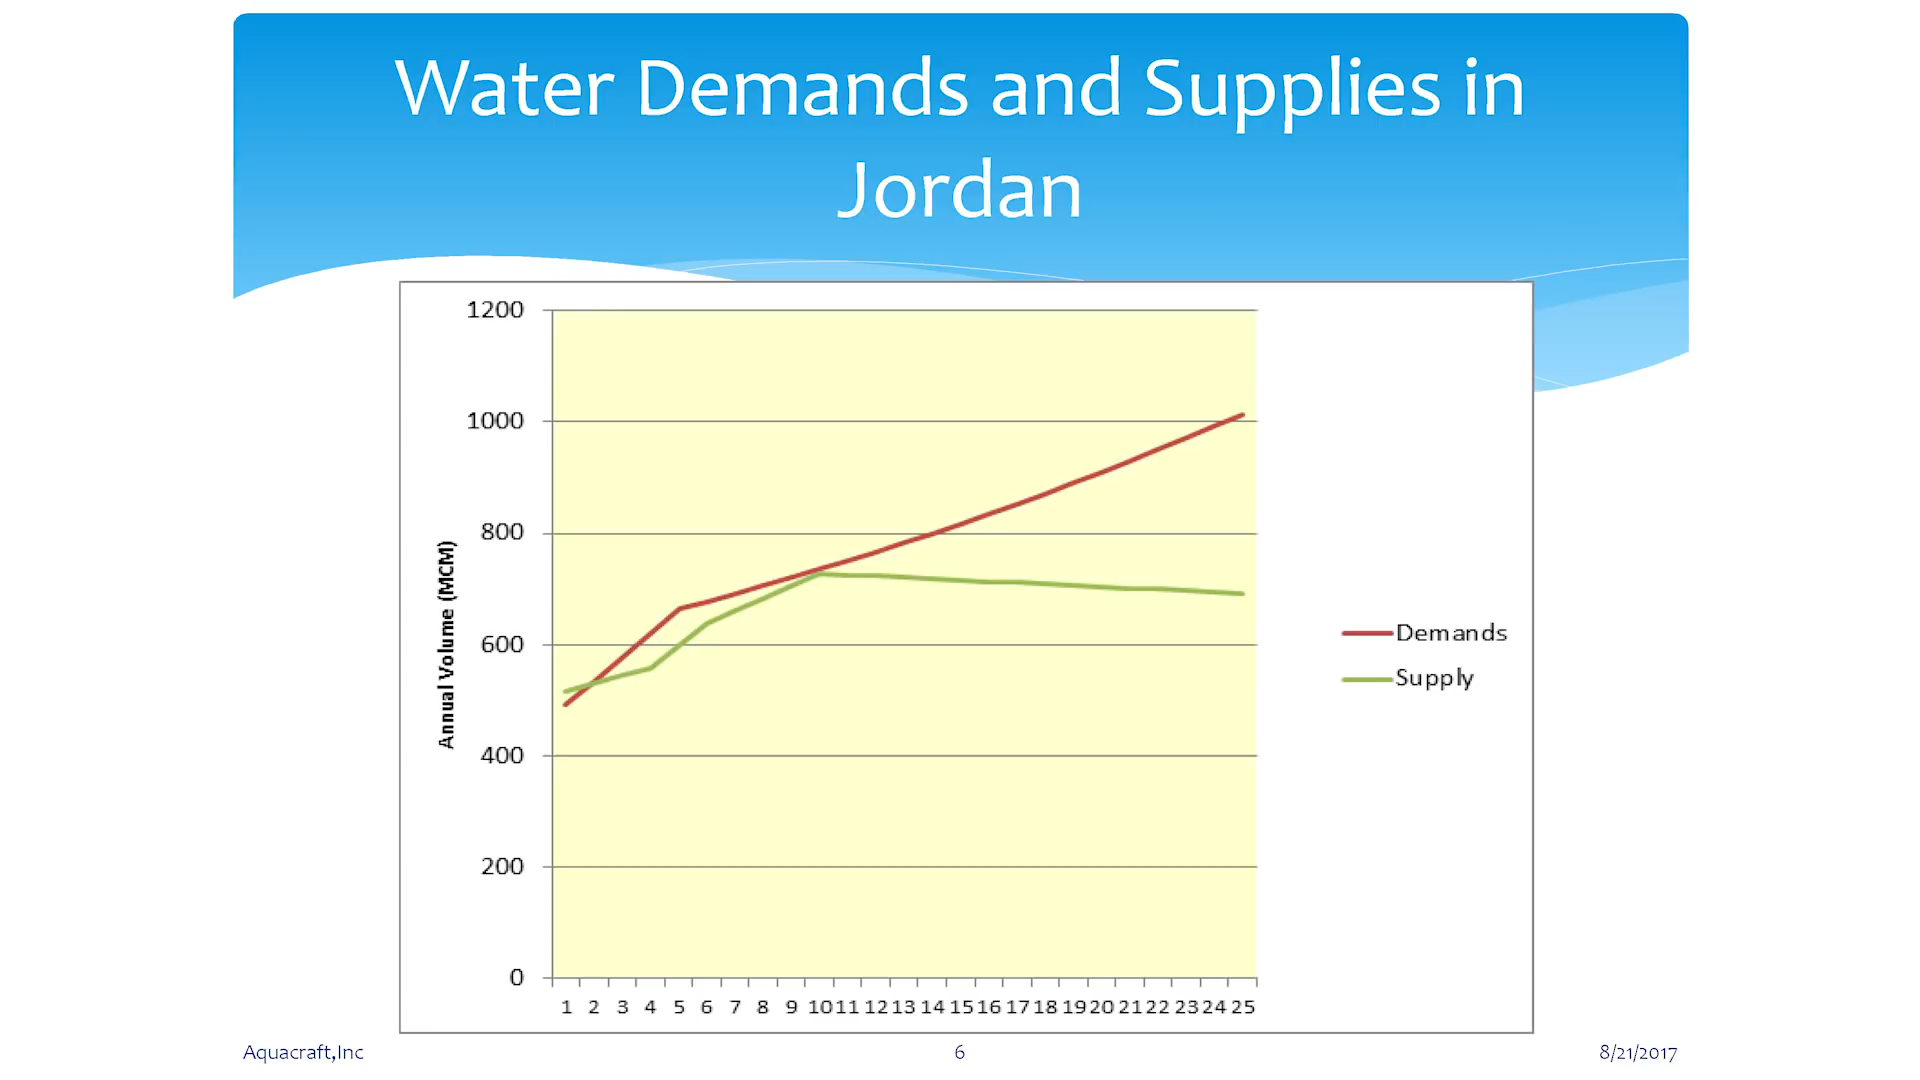 Water Demands and Supplies in
Jordan
1200
1000
800
600
400
200
0
Annual Volume (MCM)
1 2 3 4 5 6 7 8 9 10 11 12 13 14 15 16 17 18 19 20 21 22 23 24 25
Demands
Supply
Aquacraft,Inc
6
8/21/2017